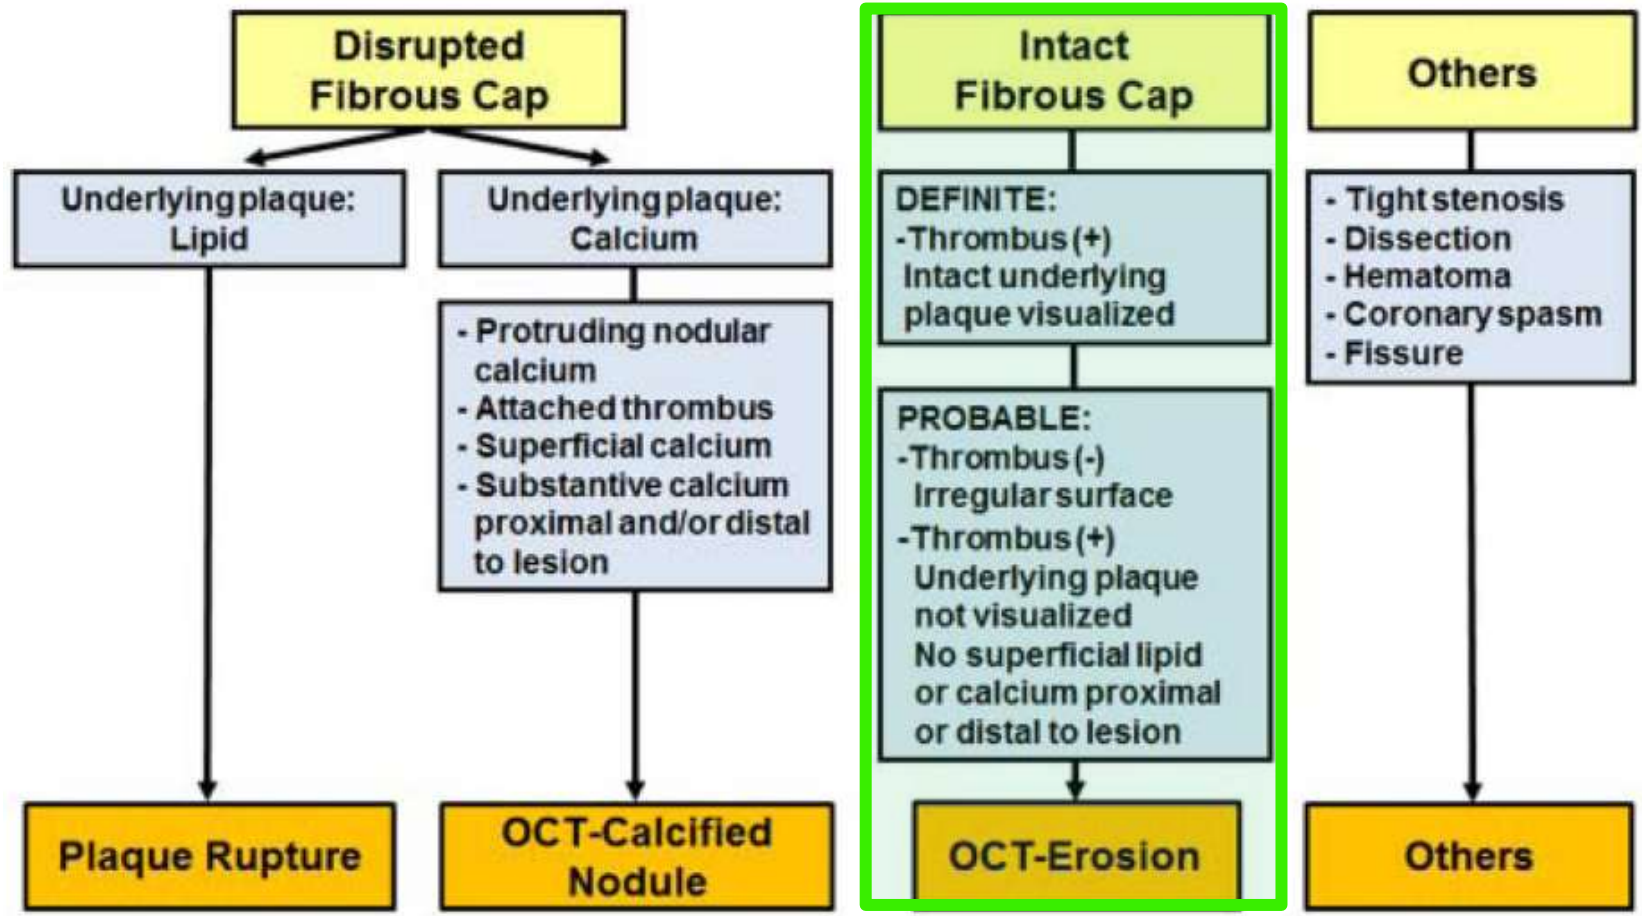 Disrupted
Fibrous Cap
Underlying plaque:
Lipid
Plaque Rupture
Underlying plaque:
Calcium
- Protruding nodular
calcium
- Attached thrombus
- Superficial calcium
- Substantive calcium
proximal and/or distal
to lesion
OCT-Calcified
Nodule
Intact
Fibrous Cap
DEFINITE:
-Thrombus (+)
Intact underlying
plaque visualized
PROBABLE:
-Thrombus (-)
Irregular surface
-Thrombus (+)
Underlying plaque
not visualized
No superficial lipid
or calcium proximal
or distal to lesion
OCT-Erosion
Others
- Tight stenosis
- Dissection
- Hematoma
- Coronary spasm
- Fissure
Others